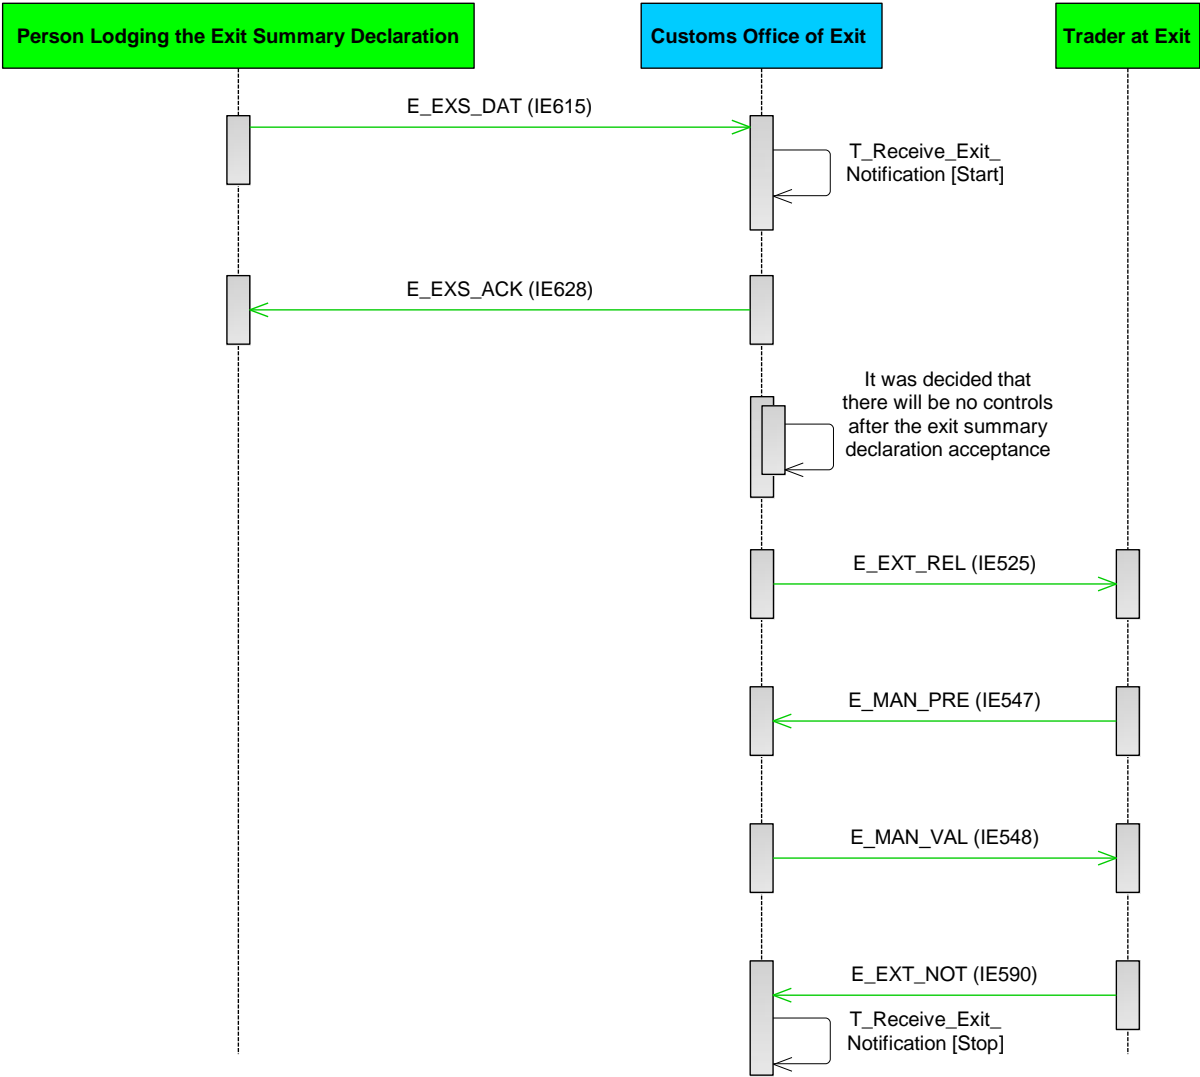 Person Lodging the Exit Summary Declaration
Customs Office of Exit
Trader at Exit
E_EXS_DAT (IE615)
T_Receive_Exit_
Notification [Start]
E_EXS_ACK (IE628)
It was decided that
there will be no controls
after the exit summary
declaration acceptance
E_EXT_REL (IE525)
E_MAN_PRE (IE547)
E_MAN_VAL (IE548)
E_EXT_NOT (IE590)
T_Receive_Exit_
Notification [Stop]